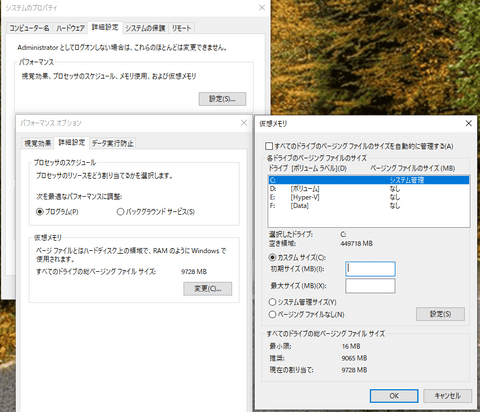 システムのプロパティ
コンピューター名 ハードウェア 詳細設定 システムの保護 リモート
Administrator としてログオンしない場合は、これらのほとんどは変更できません。
パフォーマンス
視覚効果、プロセッサのスケジュール、メモリ使用、および仮想メモリ
設定(S)...
パフォーマンス オプション
視覚効果 詳細設定 データ実行防止
プロセッサのスケジュール
プロセッサのリソースをどう割り当てるかを選択します。
次を最適なパフォーマンスに調整:
プログラム(P) バックグラウンド サービス(S)
仮想メモリ
ページ ファイルとはハードディスク上の領域で、RAM のように Windows で
使用されます。
すべてのドライブの総ページング ファイル サイズ: 9728 MB
変更(C)...
仮想メモリ
すべてのドライブのページング ファイルのサイズを自動的に管理する(A)
各ドライブのページング ファイルのサイズ
ドライブ [ボリューム ラベル](D) ページング ファイルのサイズ (MB)
C: システム管理
D: [ボリューム] なし
E: [Hyper-V] なし
F: [Data] なし
選択したドライブ: C:
空き領域: 449718 MB
カスタム サイズ(C):
初期サイズ (MB)(I):
最大サイズ (MB)(X):
システム管理サイズ(Y)
ページング ファイルなし(N) 設定(S)
すべてのドライブの総ページング ファイル サイズ
最小限: 16 MB
推奨: 9065 MB
現在の割り当て: 9728 MB
OK キャンセル